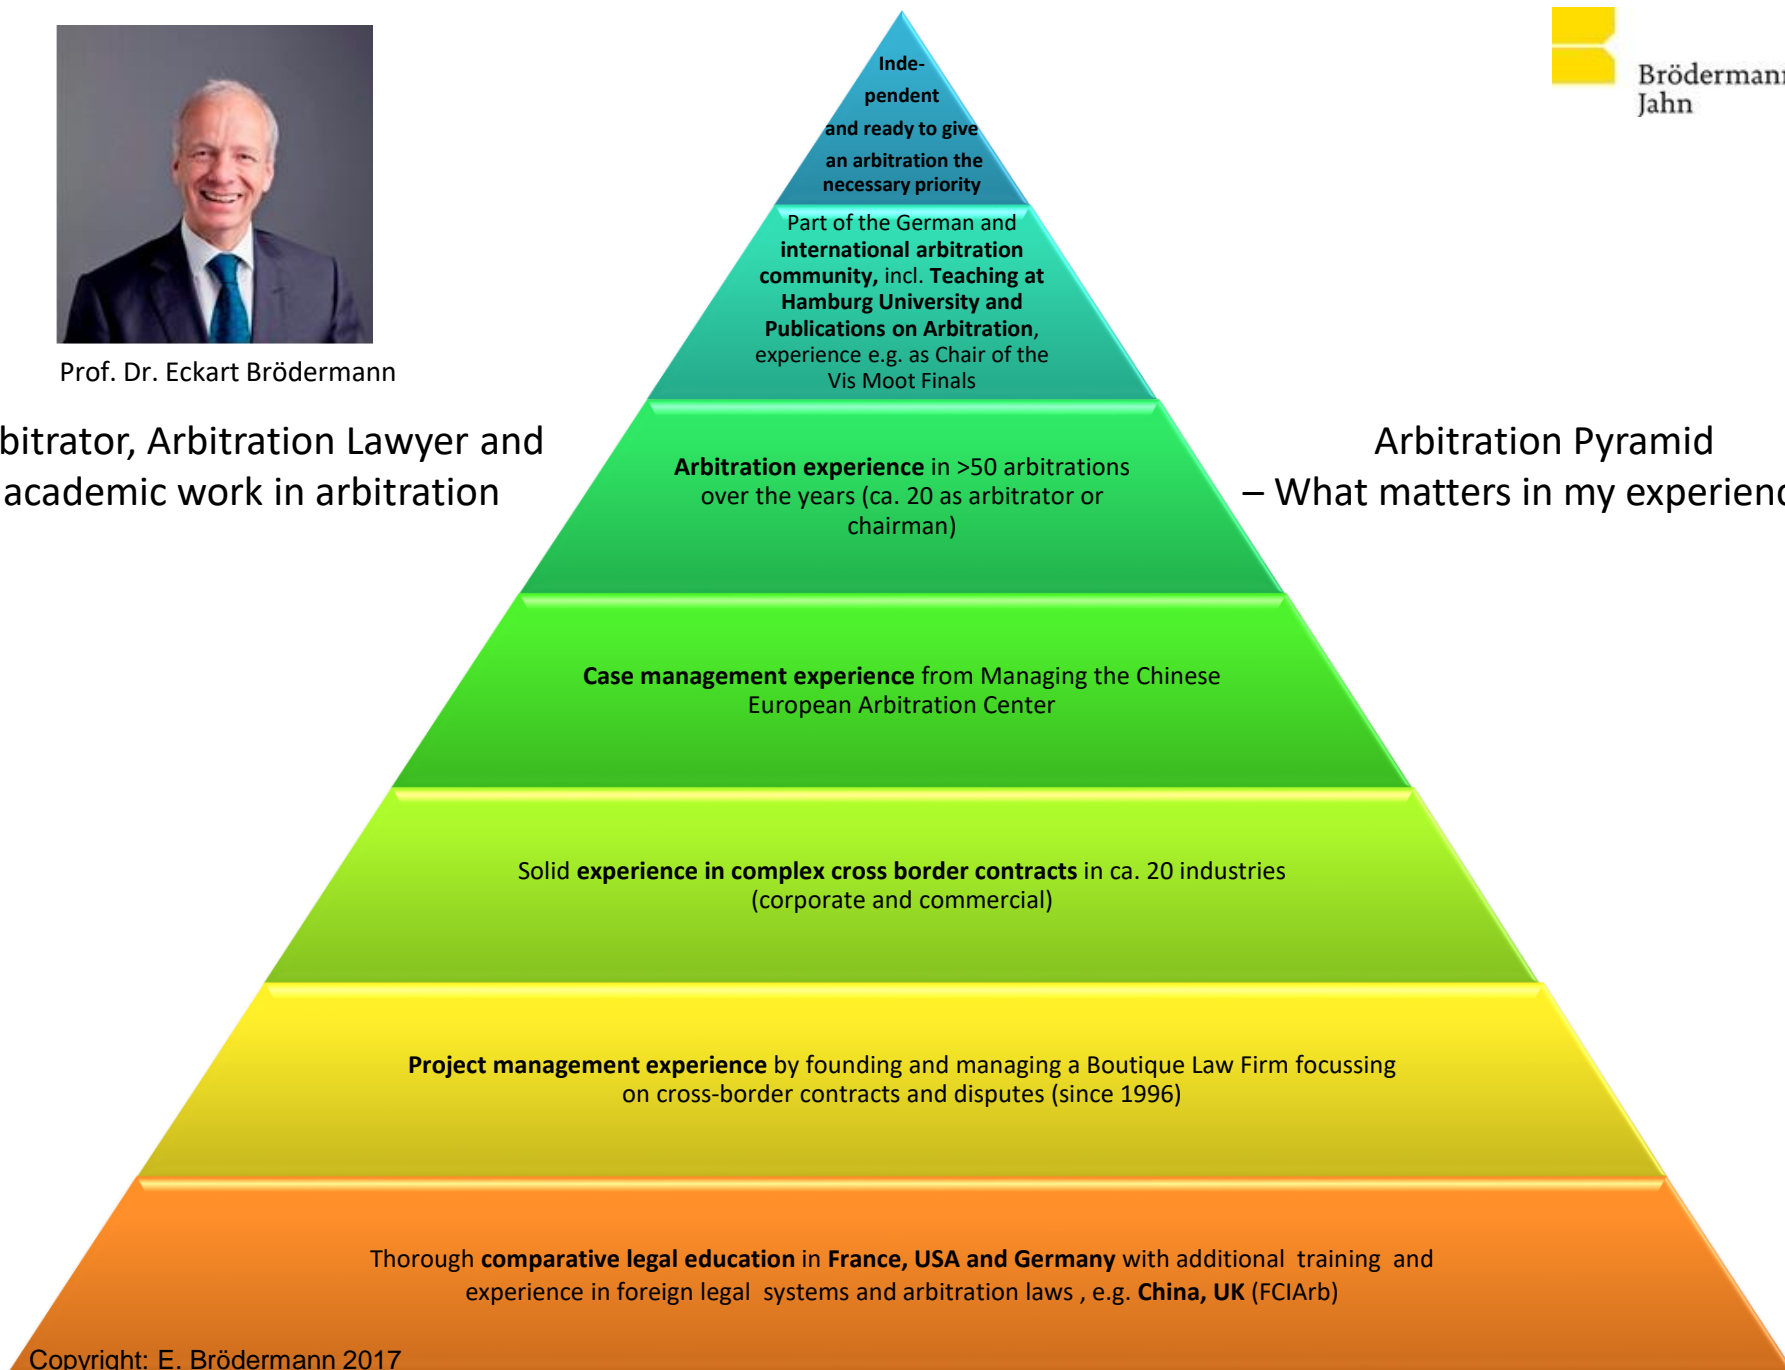 Brödermann
Jahn
Prof. Dr. Eckart Brödermann
bitrator, Arbitration Lawyer and
academic work in arbitration
Arbitration Pyramid
– What matters in my experienc
Inde-
pendent
and ready to give
an arbitration the
necessary priority
Part of the German and
international arbitration
community, incl. Teaching at
Hamburg University and
Publications on Arbitration,
experience e.g. as Chair of the
Vis Moot Finals
Arbitration experience in >50 arbitrations
over the years (ca. 20 as arbitrator or
chairman)
Case management experience from Managing the Chinese
European Arbitration Center
Solid experience in complex cross border contracts in ca. 20 industries
(corporate and commercial)
Project management experience by founding and managing a Boutique Law Firm focussing
on cross-border contracts and disputes (since 1996)
Thorough comparative legal education in France, USA and Germany with additional training and
experience in foreign legal systems and arbitration laws , e.g. China, UK (FCIArb)
Copyright: E. Brödermann 2017